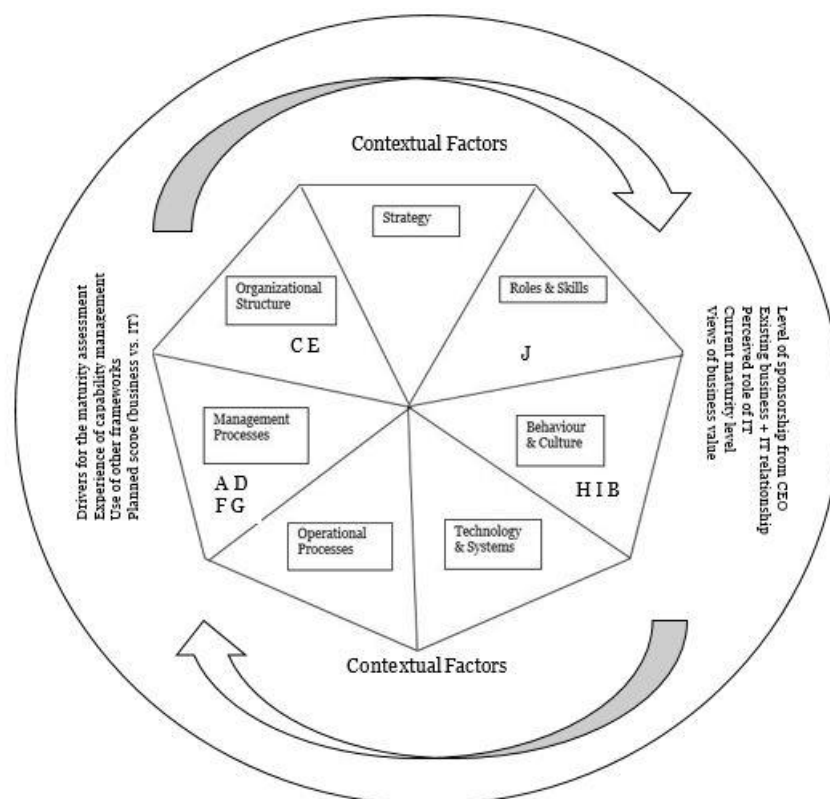 Contextual Factors
Strategy
Organizational
Structure
C E
Roles & Skills
J
Management
Processes
A D
F G
Behaviour
& Culture
H I B
Operational
Processes
Technology
& Systems
Contextual Factors
Drivers for the maturity assessment
Experience of capability management
Use of other frameworks
Planned scope (business vs. IT)
Level of sponsorship from CEO
Existing business + IT relationship
Perceived role of IT
Current maturity level
Views of business value